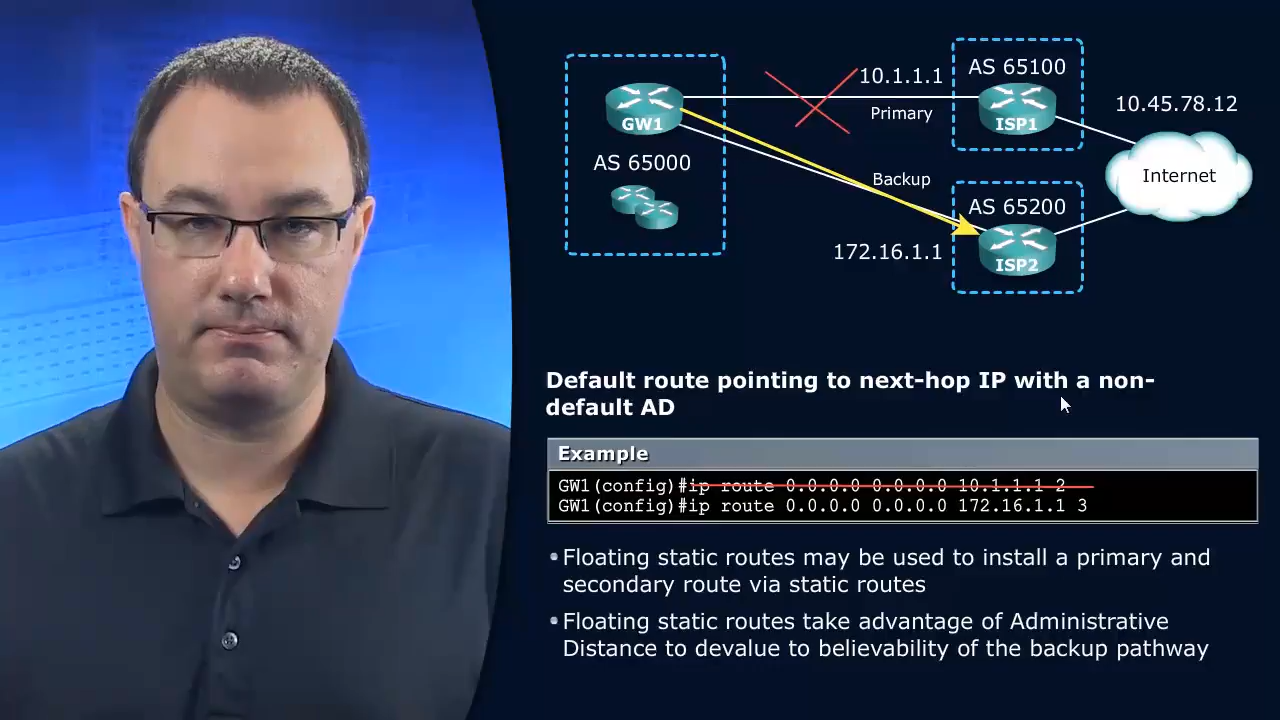 10.1.1.1
AS 65100
10.45.78.12
GW1
Primary
ISP1
AS 65000
Backup
Internet
AS 65200
172.16.1.1
ISP2
Default route pointing to next-hop IP with a non-
default AD
Example
GW1(config)#ip route 0.0.0.0 0.0.0.0 10.1.1.1 2
GW1(config)#ip route 0.0.0.0 0.0.0.0 172.16.1.1 3
•Floating static routes may be used to install a primary and
secondary route via static routes
•Floating static routes take advantage of Administrative
Distance to devalue to believability of the backup pathway